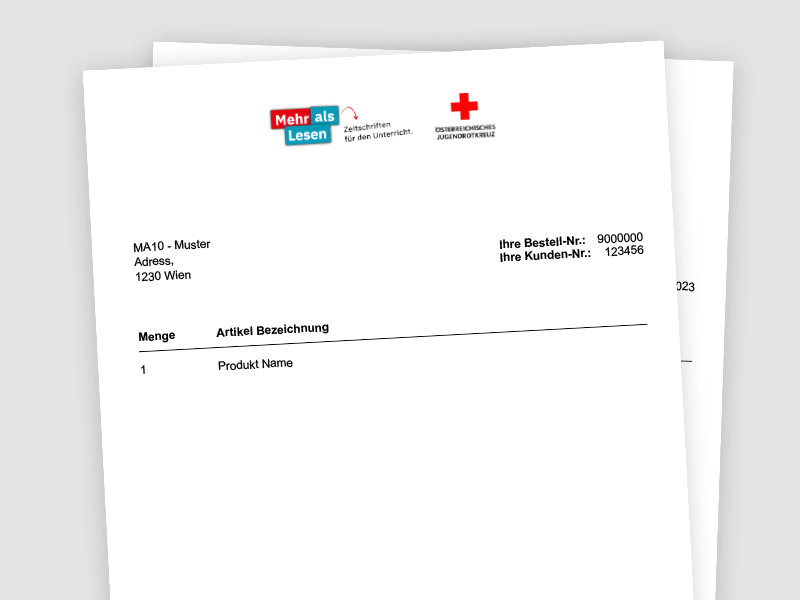 Mehr als
Lesen
Zeitschriften
für den Unterricht.
ÖSTERREICHISCHES
JUGENDROTKREUZ
MA10 - Muster
Adress,
1230 Wien
Ihre Bestell-Nr.: 9000000
Ihre Kunden-Nr.: 123456
023
Menge Artikel Bezeichnung
1 Produkt Name